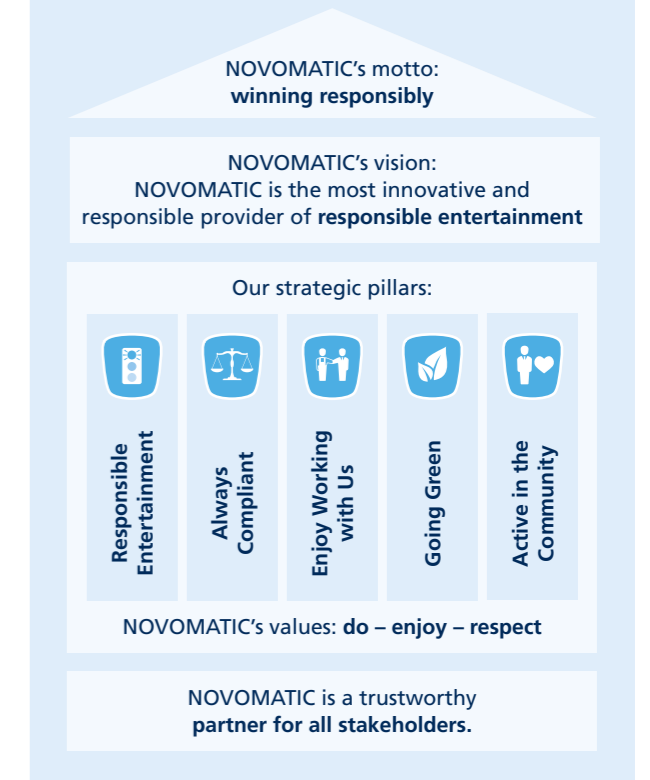 NOVOMATIC's motto:
winning responsibly
NOVOMATIC's vision:
NOVOMATIC is the most innovative and
responsible provider of responsible entertainment
Our strategic pillars:
Responsible
Entertainment
Always
Compliant
Enjoy Working
with Us
Going Green
Active in the
Community
NOVOMATIC's values: do – enjoy – respect
NOVOMATIC is a trustworthy
partner for all stakeholders.